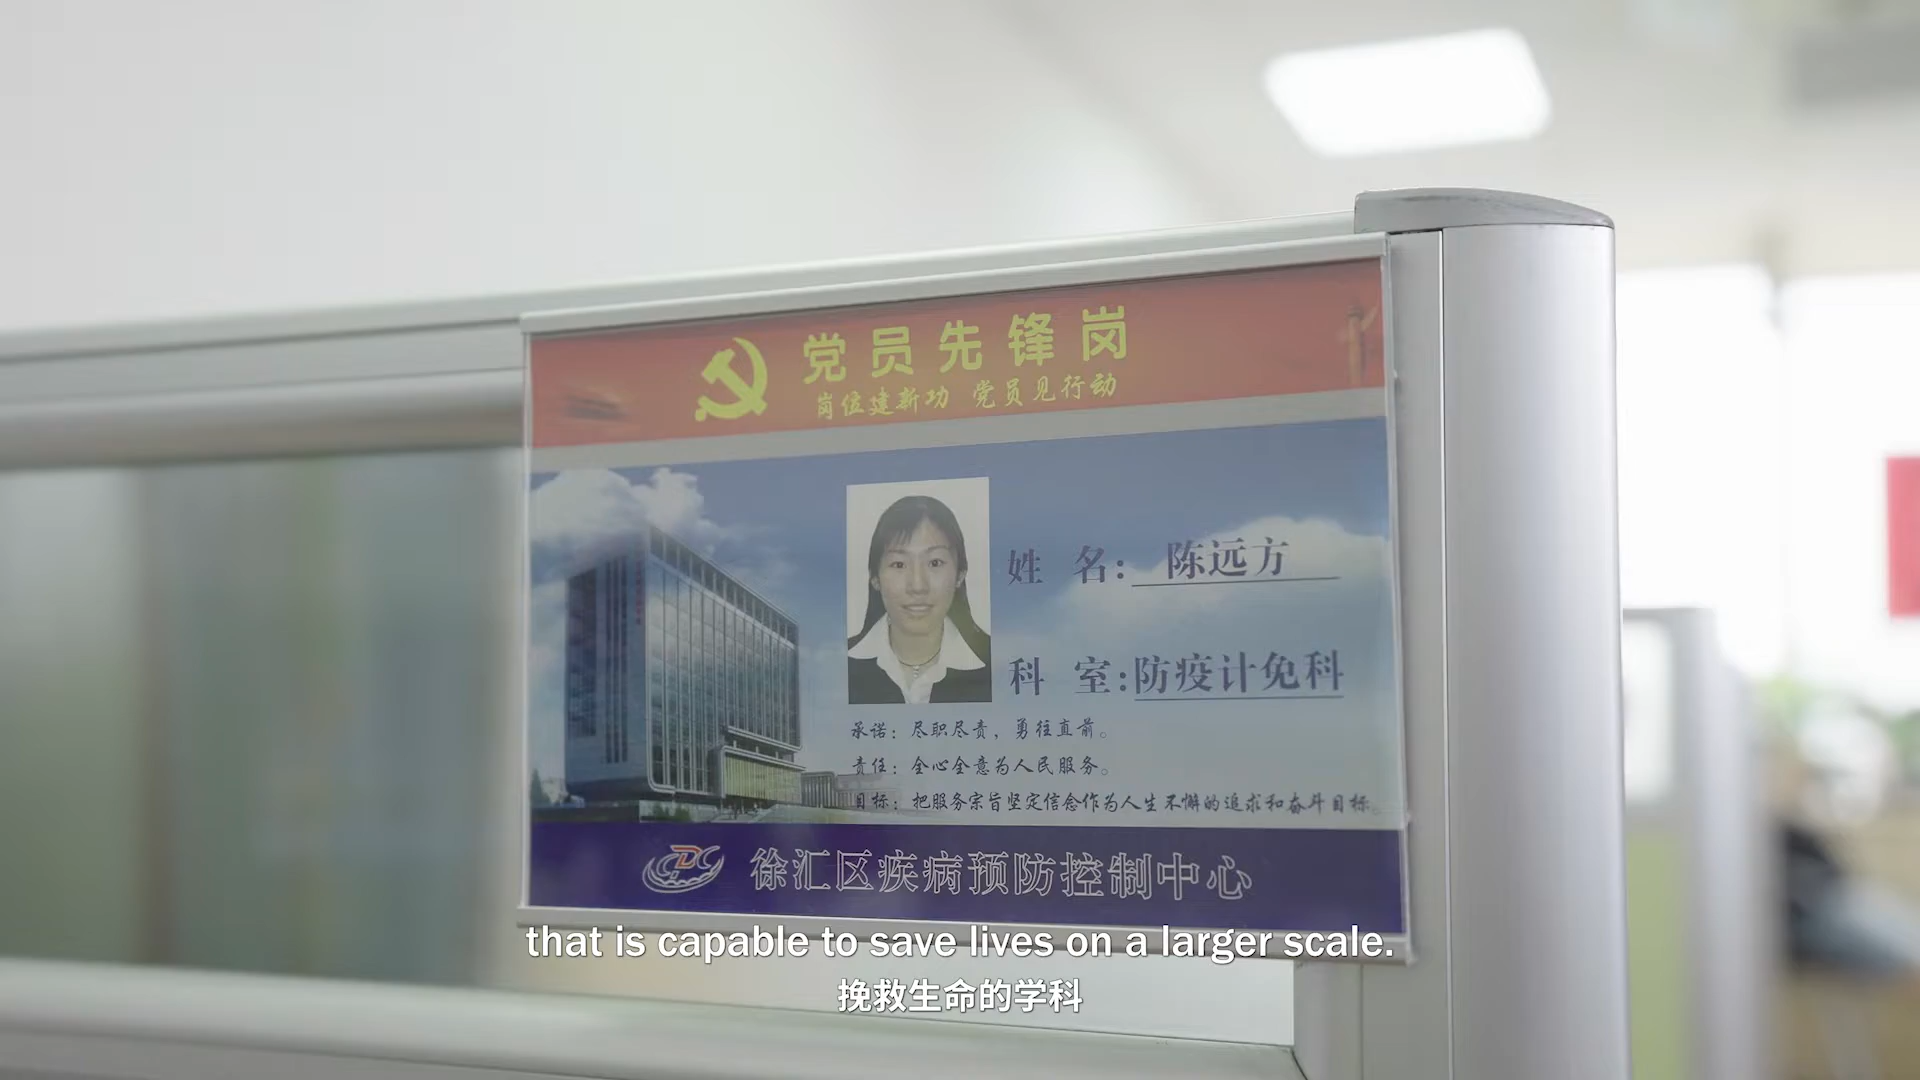 党员先锋岗
岗位建新功 党员见行动
姓 名: 陈远方
科 室:防疫计免科
承诺：尽职尽责，勇往直前。
责任：全心全意为人民服务。
目标：把服务宗旨坚定信念作为人生不懈的追求和奋斗目标。
CDC 徐汇区疾病预防控制中心
that is capable to save lives on a larger scale.
挽救生命的学科